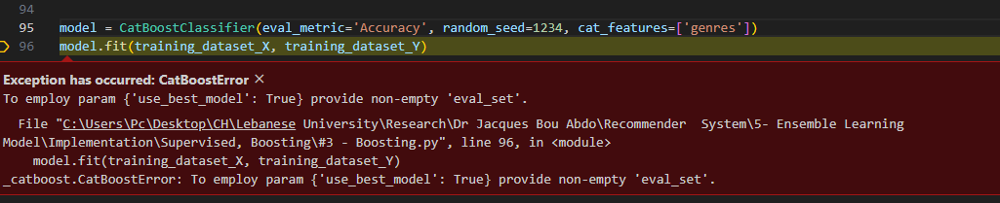 94
95 model = CatBoostClassifier(eval_metric='Accuracy', random_seed=1234, cat_features=['genres'])
96 model.fit(training_dataset_X, training_dataset_Y)
Exception has occurred: CatBoostError ×
To employ param {'use_best_model': True} provide non-empty 'eval_set'.
File "C:\Users\Pc\Desktop\CH\Lebanese University\Research\Dr Jacques Bou Abdo\Recommender  System\5- Ensemble Learning
Model\Implementation\Supervised, Boosting\#3 - Boosting.py", line 96, in <module>
model.fit(training_dataset_X, training_dataset_Y)
_catboost.CatBoostError: To employ param {'use_best_model': True} provide non-empty 'eval_set'.